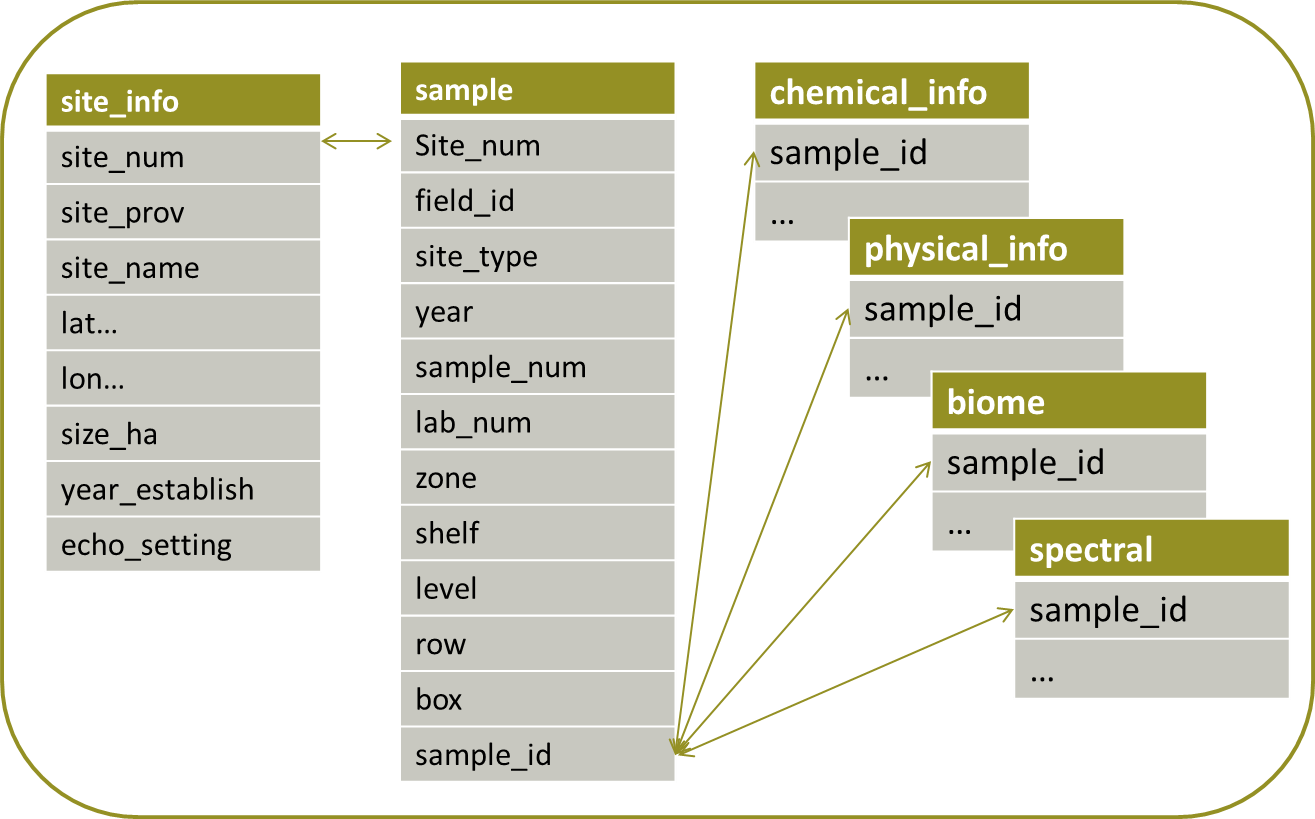 site_info
site_num
site_prov
site_name
lat...
lon...
size_ha
year_establish
echo_setting
sample
Site_num
field_id
site_type
year
sample_num
lab_num
zone
shelf
level
row
box
sample_id
chemical_info
sample_id
...
physical_info
sample_id
...
biome
sample_id
...
spectral
sample_id
...